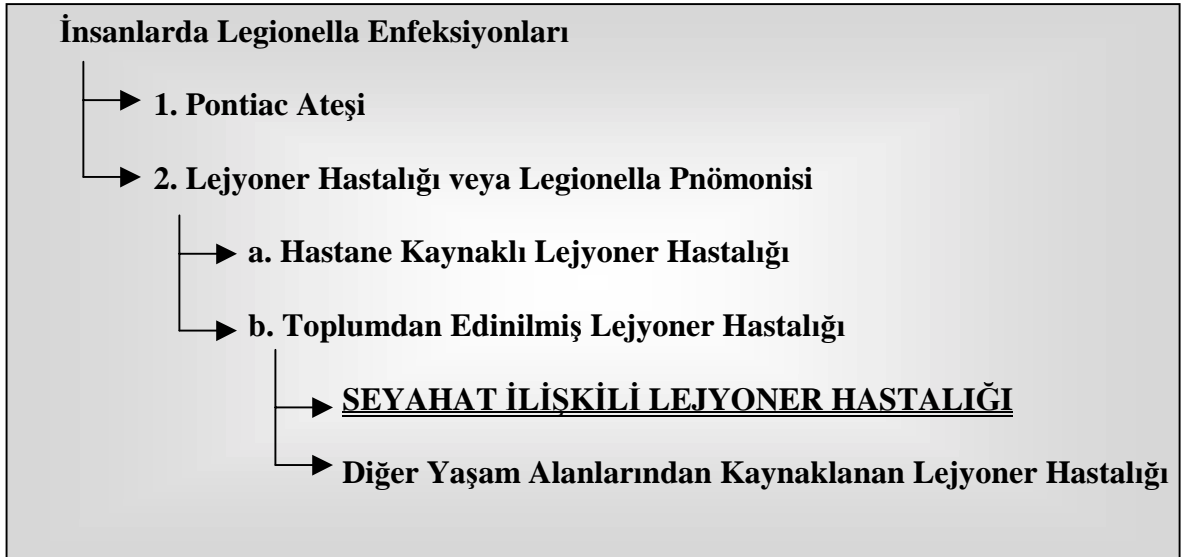 İnsanlarda Legionella Enfeksiyonları
1. Pontiac Ateşi
2. Lejyoner Hastalığı veya Legionella Pnömonisi
a. Hastane Kaynaklı Lejyoner Hastalığı
b. Toplumdan Edinilmiş Lejyoner Hastalığı
SEYAHAT İLİŞKİLİ LEJYONER HASTALIĞI
Diğer Yaşam Alanlarından Kaynaklanan Lejyoner Hastalığı